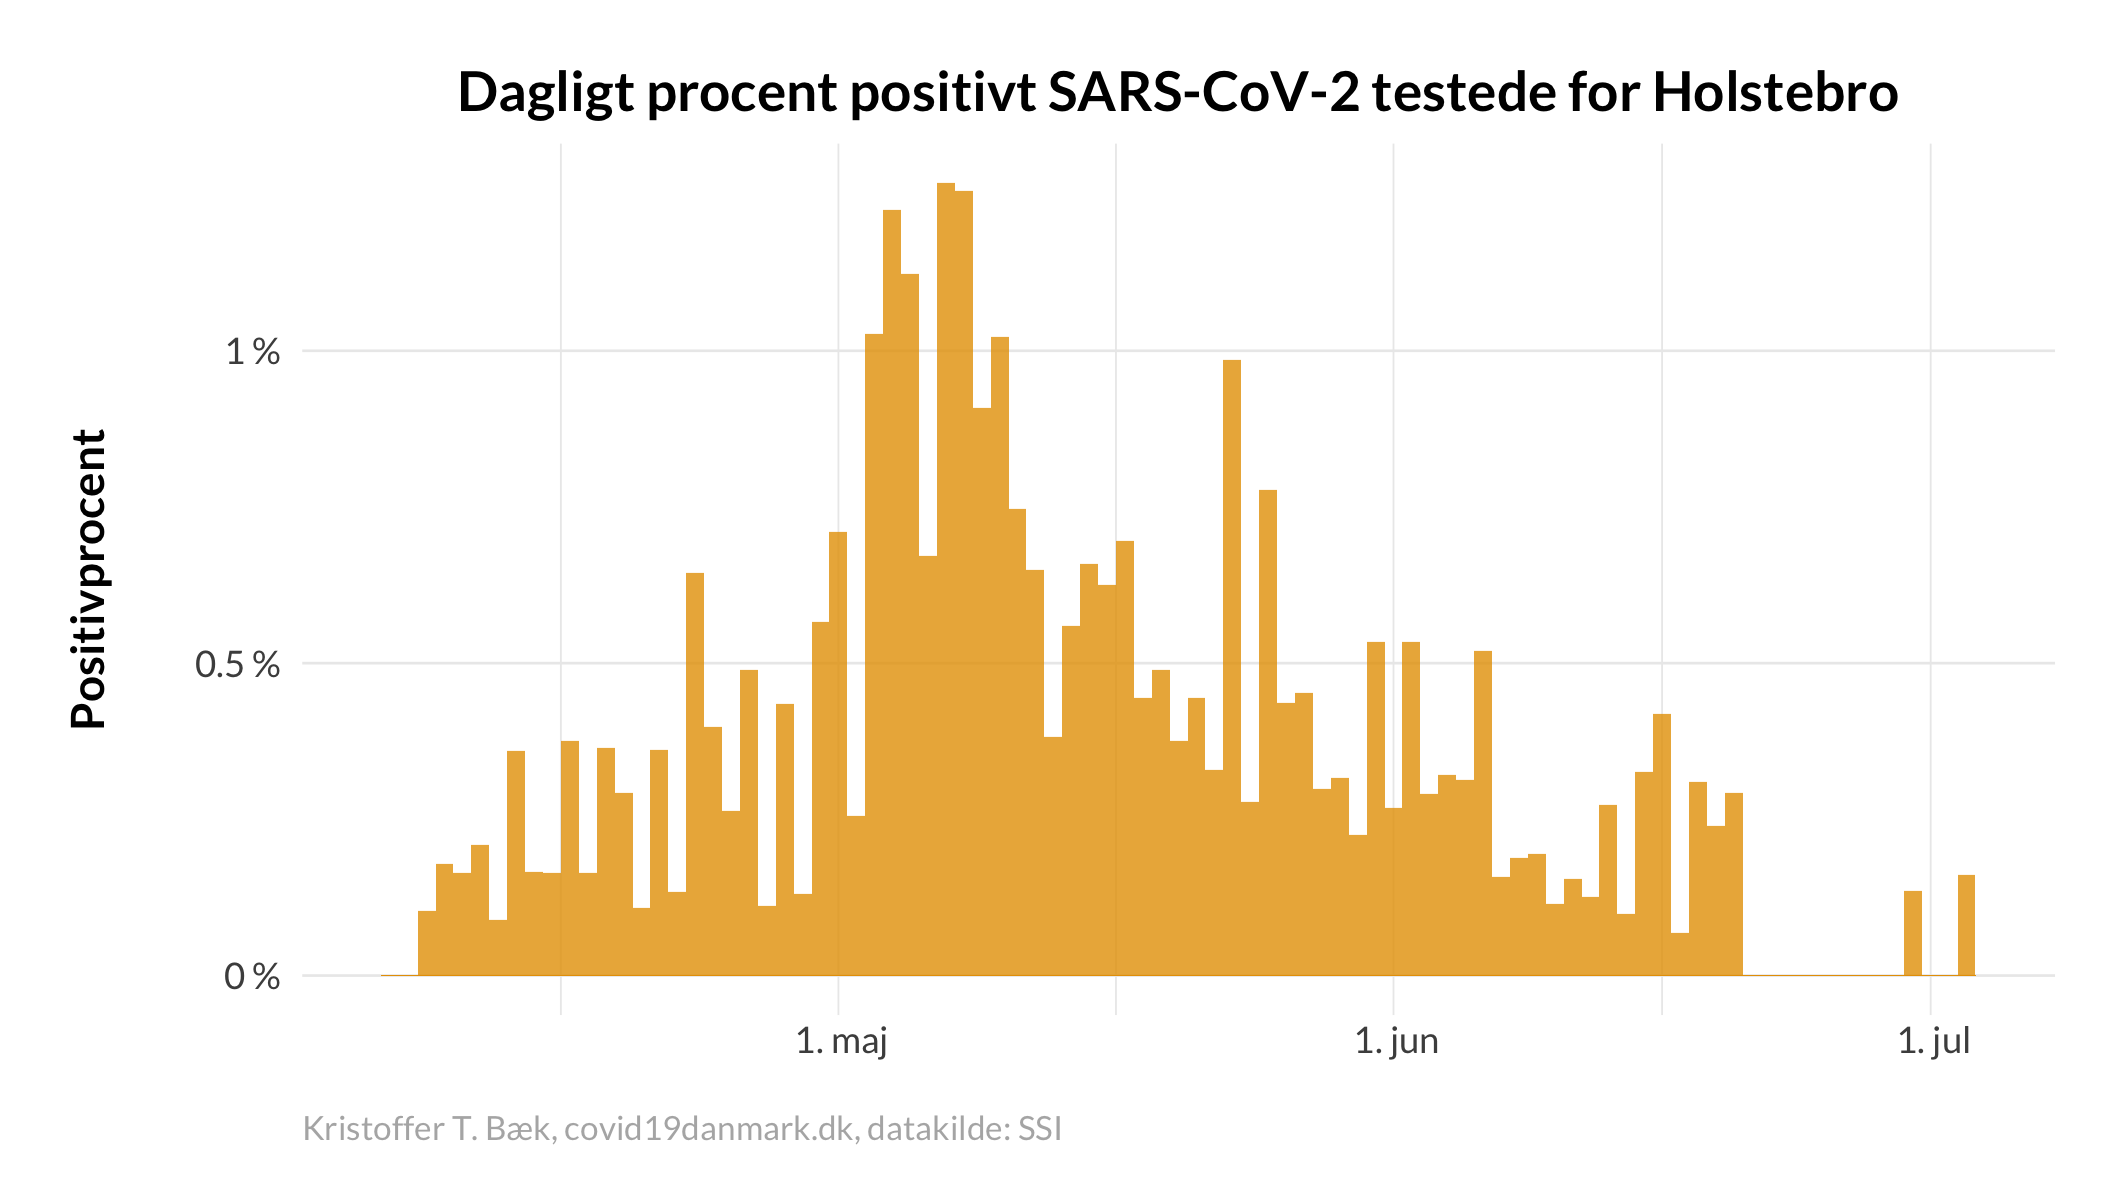 Dagligt procent positivt SARS-CoV-2 testede for Holstebro
Positivprocent
1 %
0.5 %
0 %
1. maj
1. jun
1. jul
Kristoffer T. Bæk, covid19danmark.dk, datakilde: SSI